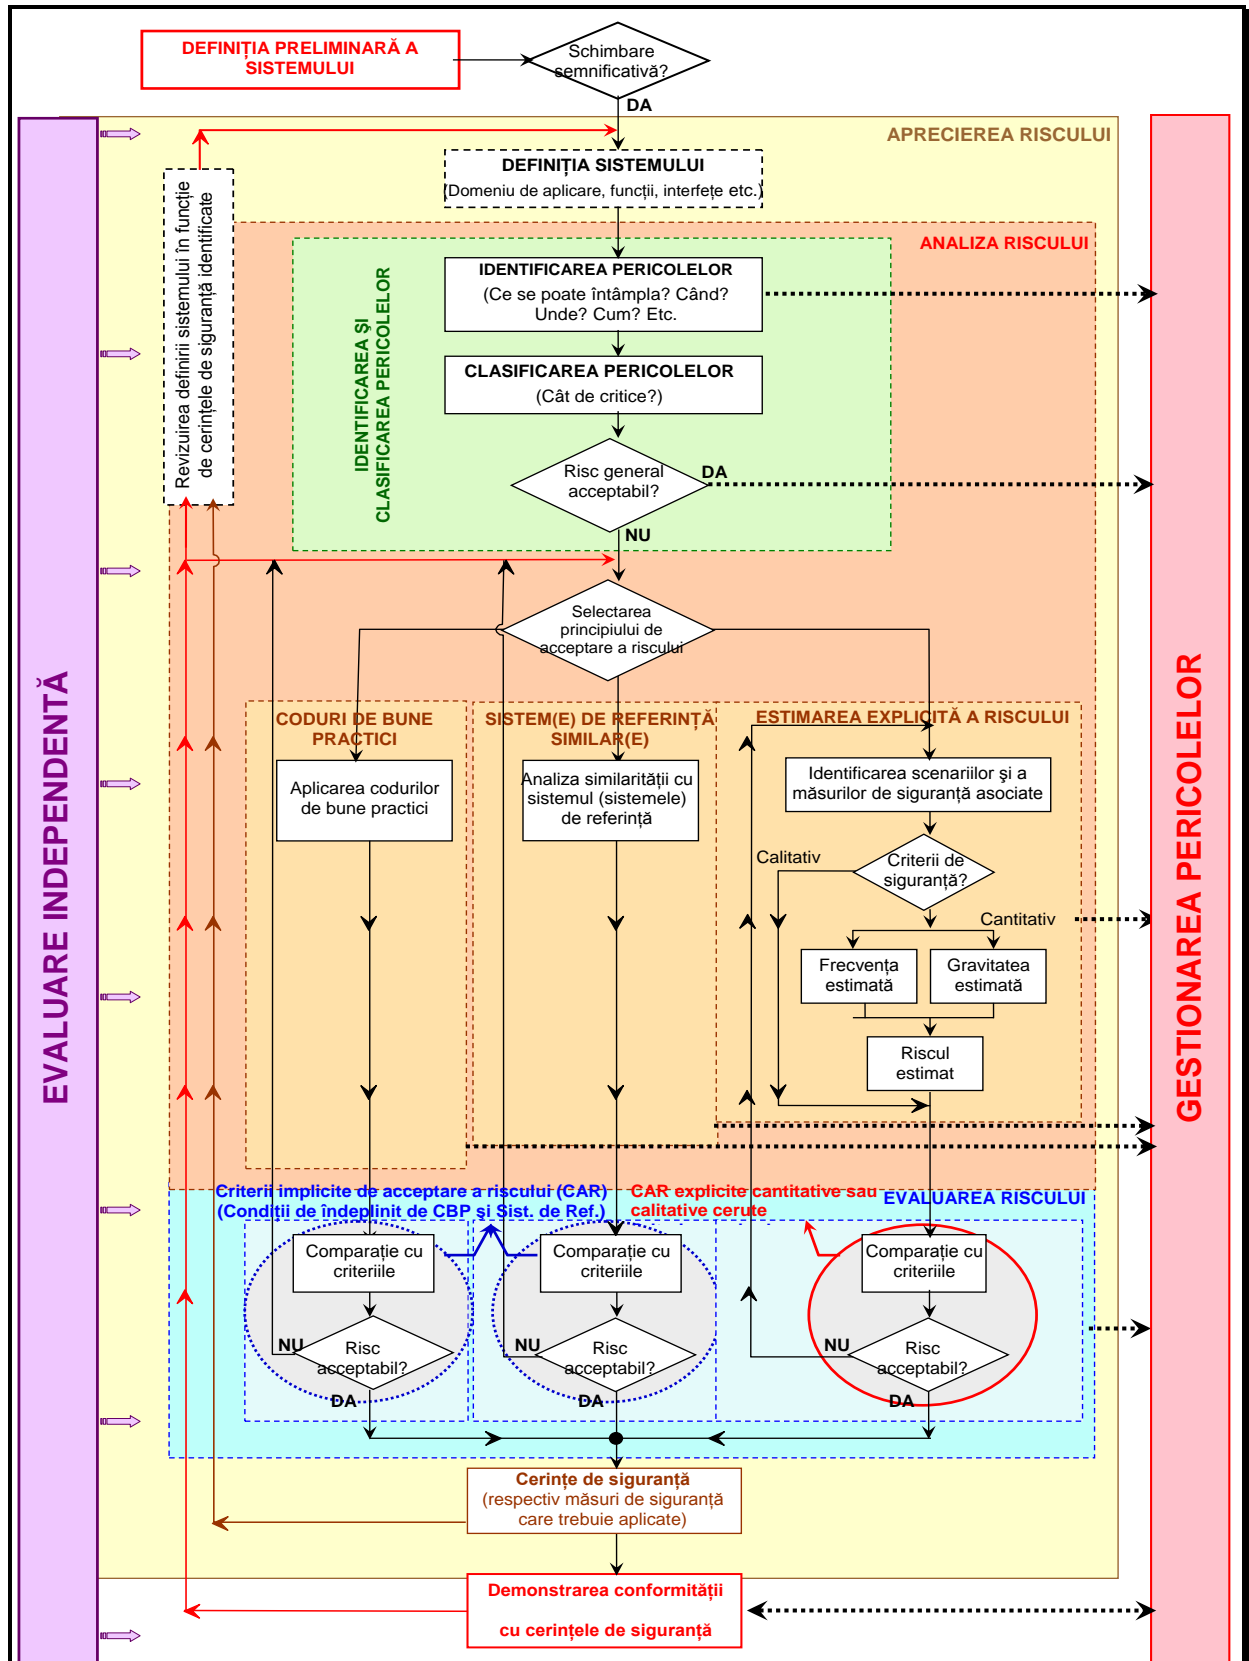 DEFINIȚIA PRELIMINARĂ A
SISTEMULUI
Schimbare
semnificativă?
DA
APRECIEREA RISCULUI
DEFINIȚIA SISTEMULUI
(Domeniu de aplicare, funcții, interfețe etc.)
Revizuirea definirii sistemului în funcție
de cerințele de siguranță identificate
ANALIZA RISCULUI
IDENTIFICAREA ȘI
CLASIFICAREA PERICOLELOR
IDENTIFICAREA PERICOLELOR
(Ce se poate întâmpla? Când?
Unde? Cum? Etc.
CLASIFICAREA PERICOLELOR
(Cât de critice?)
Risc general
acceptabil?
DA
NU
Selectarea
principiului de
acceptare a riscului
EVALUARE INDEPENDENTĂ
GESTIONAREA PERICOLELOR
CODURI DE BUNE
PRACTICI
SISTEM(E) DE REFERINȚĂ
SIMILAR(E)
ESTIMAREA EXPLICITĂ A RISCULUI
Aplicarea codurilor
de bune practici
Analiza similarității cu
sistemul (sistemele)
de referință
Identificarea scenariilor și a
măsurilor de siguranță asociate
Calitativ
Criterii de
siguranță?
Cantitativ
Frecvența
estimată
Gravitatea
estimată
Riscul
estimat
Criterii implicite de acceptare a riscului (CAR)
(Condiții de îndeplinit de CBP și Sist. de Ref.)
CAR explicite cantitative sau
calitative cerute
EVALUAREA RISCULUI
Comparație cu
criteriile
Comparație cu
criteriile
Comparație cu
criteriile
NU
Risc
acceptabil?
DA
NU
Risc
acceptabil?
DA
NU
Risc
acceptabil?
DA
Cerințe de siguranță
(respectiv măsuri de siguranță
care trebuie aplicate)
Demonstrarea conformității
cu cerințele de siguranță